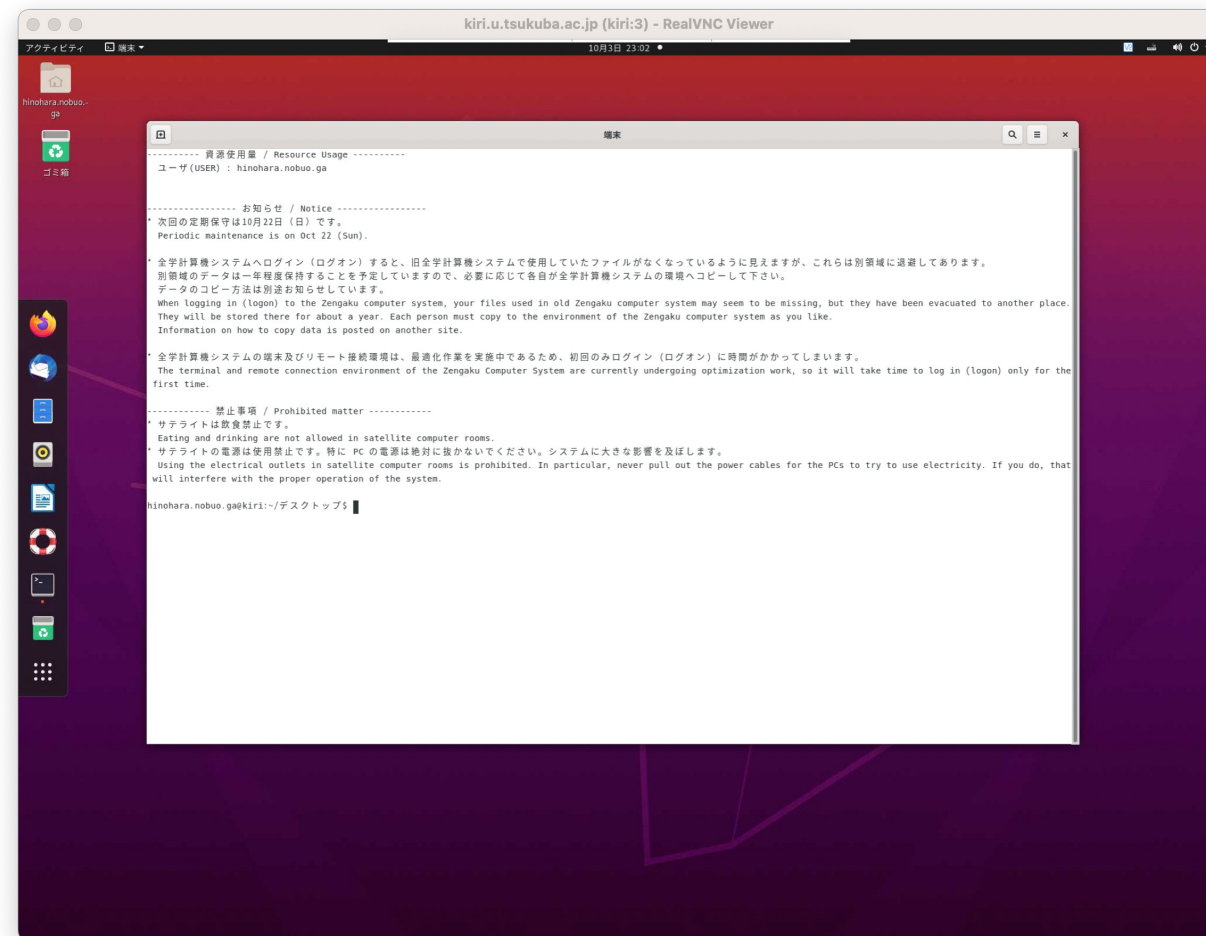 kiri.u.tsukuba.ac.jp (kiri:3) - RealVNC Viewer
アクティビティ 端末 10月3日 23:02
hinohara.nobuo.-
ga
ゴミ箱
端末
---------- 資源使用量 / Resource Usage ----------
ユーザ(USER) : hinohara.nobuo.ga
----------------- お知らせ / Notice -----------------
* 次回の定期保守は10月22日（日）です。
Periodic maintenance is on Oct 22 (Sun).
* 全学計算機システムへログイン（ログオン）すると、旧全学計算機システムで使用していたファイルがなくなっているように見えますが、これらは別領域に退避してあります。
別領域のデータは一年程度保持することを予定していますので、必要に応じて各自が全学計算機システムの環境へコピーして下さい。
データのコピー方法は別途お知らせしています。
When logging in (logon) to the Zengaku computer system, your files used in old Zengaku computer system may seem to be missing, but they have been evacuated to another place.
They will be stored there for about a year. Each person must copy to the environment of the Zengaku computer system as you like.
Information on how to copy data is posted on another site.
* 全学計算機システムの端末及びリモート接続環境は、最適化作業を実施中であるため、初回のみログイン（ログオン）に時間がかかってしまいます。
The terminal and remote connection environment of the Zengaku Computer System are currently undergoing optimization work, so it will take time to log in (logon) only for the
first time.
----------- 禁止事項 / Prohibited matter ------------
* サテライトは飲食禁止です。
Eating and drinking are not allowed in satellite computer rooms.
* サテライトの電源は使用禁止です。特に PC の電源は絶対に抜かないでください。システムに大きな影響を及ぼします。
Using the electrical outlets in satellite computer rooms is prohibited. In particular, never pull out the power cables for the PCs to try to use electricity. If you do, that
will interfere with the proper operation of the system.
hinohara.nobuo.ga@kiri:~/デスクトップ$